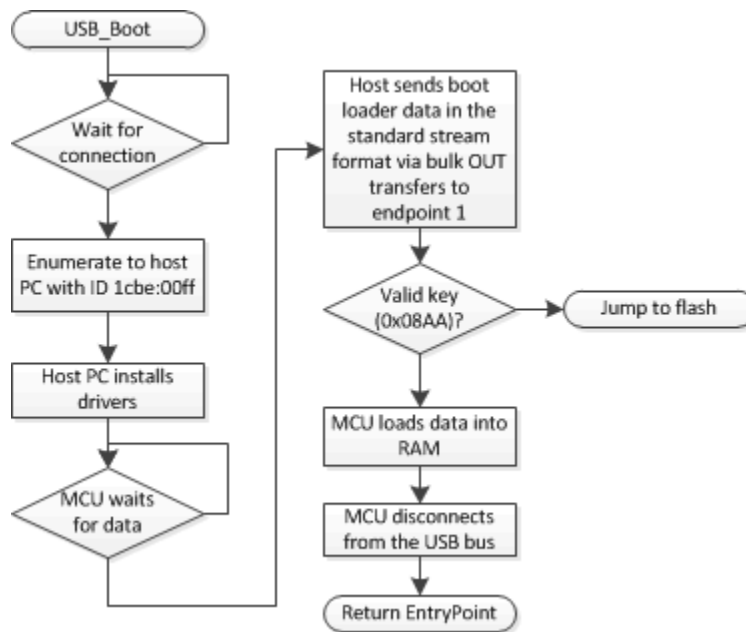 USB_Boot
Wait for
connection
Enumerate to host
PC with ID 1cbe:00ff
Host PC installs
drivers
MCU waits
for data
Host sends boot
loader data in the
standard stream
format via bulk OUT
transfers to
endpoint 1
Valid key
(0x08AA)?
Jump to flash
MCU loads data into
RAM
MCU disconnects
from the USB bus
Return EntryPoint